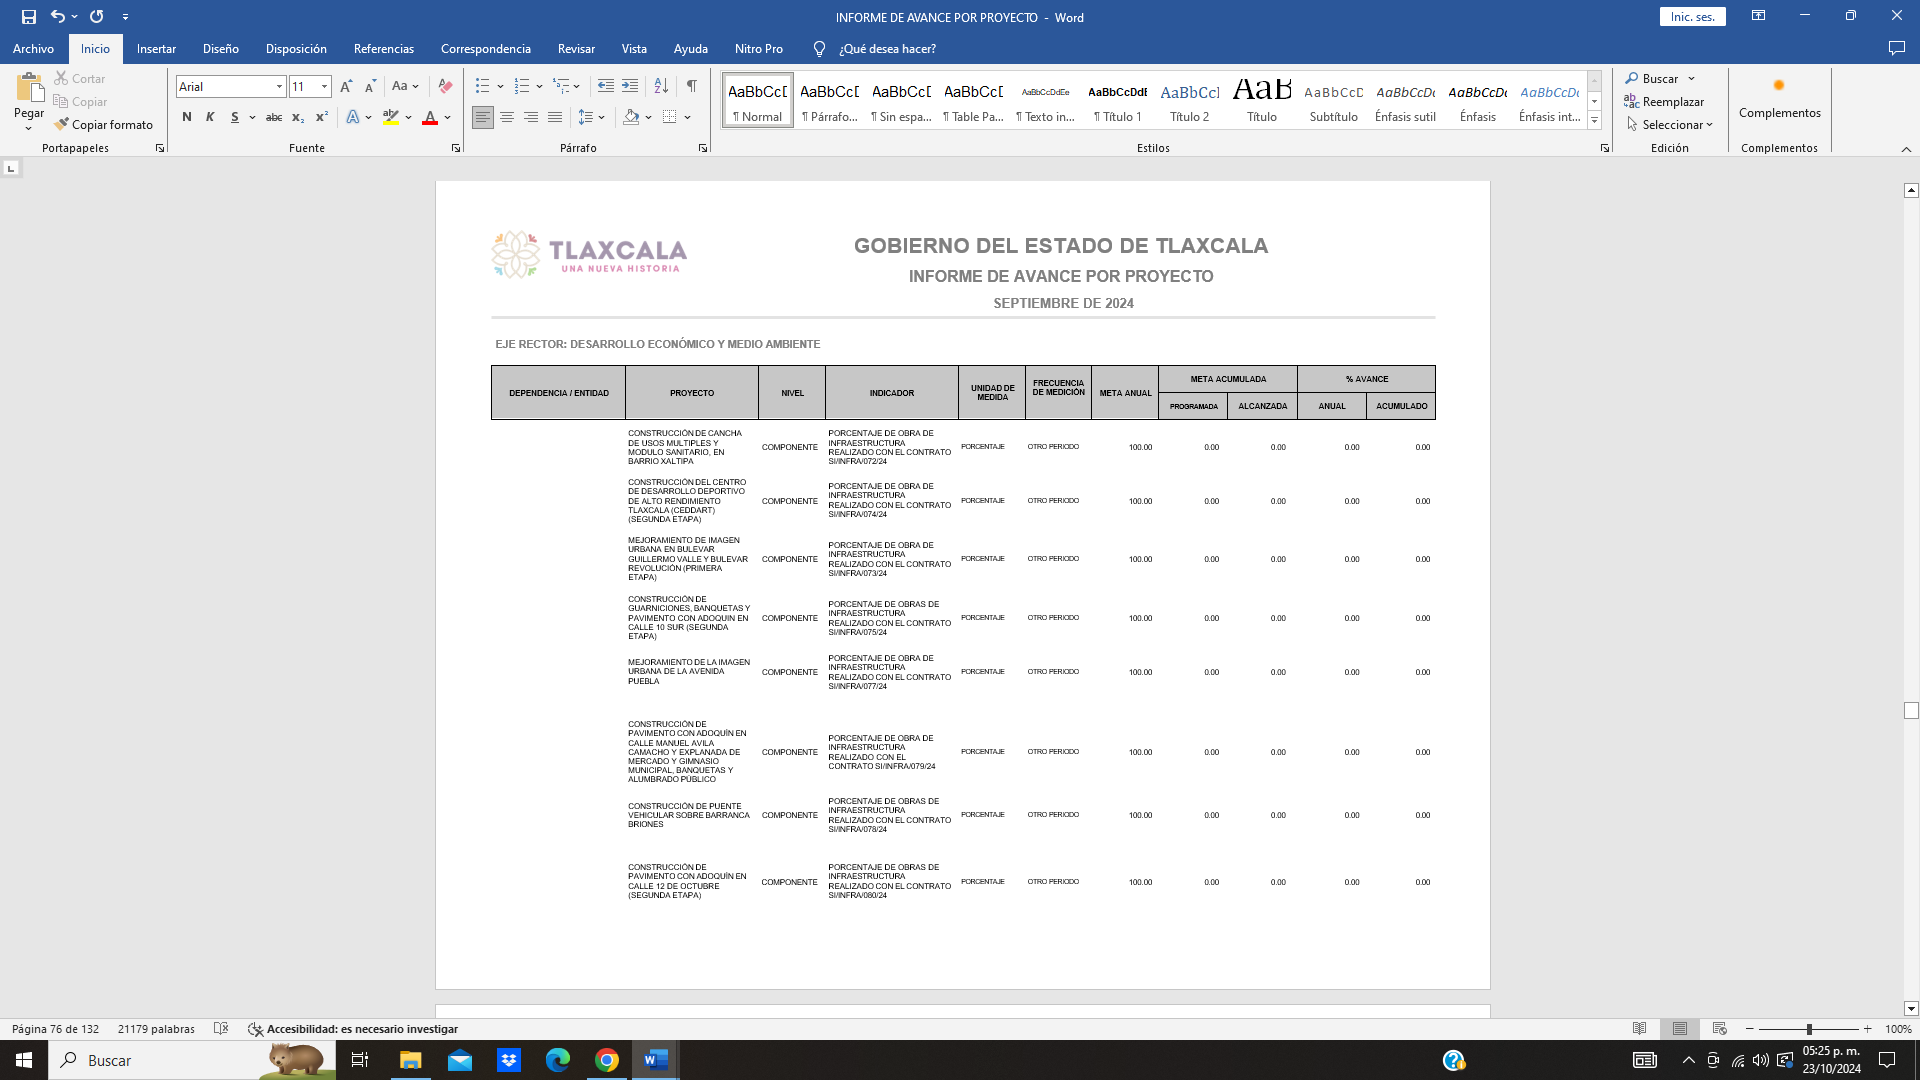 INFORME DE AVANCE POR PROYECTO - Word
Inic. ses.
Archivo Inicio Insertar Diseño Disposición Referencias Correspondencia Revisar Vista Ayuda Nitro Pro ¿Qué desea hacer?
Pegar
Cortar
Copiar
Copiar formato
Portapapeles
Arial 11
N K S abc x₂ x²
Fuente
Párrafo
AaBbCcD AaBbCcD AaBbCcD AaBbCcD AaBbCcDdEe AaBbCcDdE AaBbCcI AaB AaBbCcD AaBbCcDc AaBbCcDc AaBbCcDc
¶ Normal ¶ Párrafo... ¶ Sin espa... ¶ Table Pa... ¶ Texto in... ¶ Título 1 Título 2 Título Subtítulo Énfasis sutil Énfasis Énfasis int...
Estilos
Buscar
Reemplazar
Seleccionar
Edición
Complementos
Complementos
TLAXCALA
UNA NUEVA HISTORIA
GOBIERNO DEL ESTADO DE TLAXCALA
INFORME DE AVANCE POR PROYECTO
SEPTIEMBRE DE 2024
EJE RECTOR: DESARROLLO ECONÓMICO Y MEDIO AMBIENTE
DEPENDENCIA / ENTIDAD PROYECTO NIVEL INDICADOR UNIDAD DE MEDIDA FRECUENCIA DE MEDICIÓN META ANUAL META ACUMULADA % AVANCE
PROGRAMADA ALCANZADA ANUAL ACUMULADO
CONSTRUCCIÓN DE CANCHA
DE USOS MULTIPLES Y
MODULO SANITARIO, EN
BARRIO XALTIPA
COMPONENTE
PORCENTAJE DE OBRA DE
INFRAESTRUCTURA
REALIZADO CON EL CONTRATO
SI/INFRA/072/24
PORCENTAJE OTRO PERIODO 100.00 0.00 0.00 0.00 0.00
CONSTRUCCIÓN DEL CENTRO
DE DESARROLLO DEPORTIVO
DE ALTO RENDIMIENTO
TLAXCALA (CEDDART)
(SEGUNDA ETAPA)
COMPONENTE
PORCENTAJE DE OBRA DE
INFRAESTRUCTURA
REALIZADO CON EL CONTRATO
SI/INFRA/074/24
PORCENTAJE OTRO PERIODO 100.00 0.00 0.00 0.00 0.00
MEJORAMIENTO DE IMAGEN
URBANA EN BULEVAR
GUILLERMO VALLE Y BULEVAR
REVOLUCIÓN (PRIMERA
ETAPA)
COMPONENTE
PORCENTAJE DE OBRA DE
INFRAESTRUCTURA
REALIZADO CON EL CONTRATO
SI/INFRA/073/24
PORCENTAJE OTRO PERIODO 100.00 0.00 0.00 0.00 0.00
CONSTRUCCIÓN DE
GUARNICIONES, BANQUETAS Y
PAVIMENTO CON ADOQUIN EN
CALLE 10 SUR (SEGUNDA
ETAPA)
COMPONENTE
PORCENTAJE DE OBRAS DE
INFRAESTRUCTURA
REALIZADO CON EL CONTRATO
SI/INFRA/075/24
PORCENTAJE OTRO PERIODO 100.00 0.00 0.00 0.00 0.00
MEJORAMIENTO DE LA IMAGEN
URBANA DE LA AVENIDA
PUEBLA
COMPONENTE
PORCENTAJE DE OBRA DE
INFRAESTRUCTURA
REALIZADO CON EL CONTRATO
SI/INFRA/077/24
PORCENTAJE OTRO PERIODO 100.00 0.00 0.00 0.00 0.00
CONSTRUCCIÓN DE
PAVIMENTO CON ADOQUÍN EN
CALLE MANUEL AVILA
CAMACHO Y EXPLANADA DE
MERCADO Y GIMNASIO
MUNICIPAL, BANQUETAS Y
ALUMBRADO PÚBLICO
COMPONENTE
PORCENTAJE DE OBRA DE
INFRAESTRUCTURA
REALIZADO CON EL
CONTRATO SI/INFRA/079/24
PORCENTAJE OTRO PERIODO 100.00 0.00 0.00 0.00 0.00
CONSTRUCCIÓN DE PUENTE
VEHICULAR SOBRE BARRANCA
BRIONES
COMPONENTE
PORCENTAJE DE OBRAS DE
INFRAESTRUCTURA
REALIZADO CON EL CONTRATO
SI/INFRA/078/24
PORCENTAJE OTRO PERIODO 100.00 0.00 0.00 0.00 0.00
CONSTRUCCIÓN DE
PAVIMENTO CON ADOQUÍN EN
CALLE 12 DE OCTUBRE
(SEGUNDA ETAPA)
COMPONENTE
PORCENTAJE DE OBRAS DE
INFRAESTRUCTURA
REALIZADO CON EL CONTRATO
SI/INFRA/080/24
PORCENTAJE OTRO PERIODO 100.00 0.00 0.00 0.00 0.00
Página 76 de 132 21179 palabras Accesibilidad: es necesario investigar 100%
Buscar
05:25 p. m.
23/10/2024